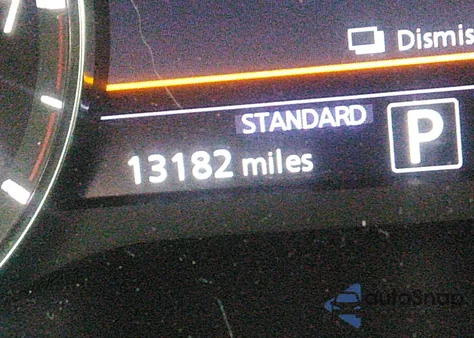 Dismis
STANDARD
P
13182 miles
autoSnap